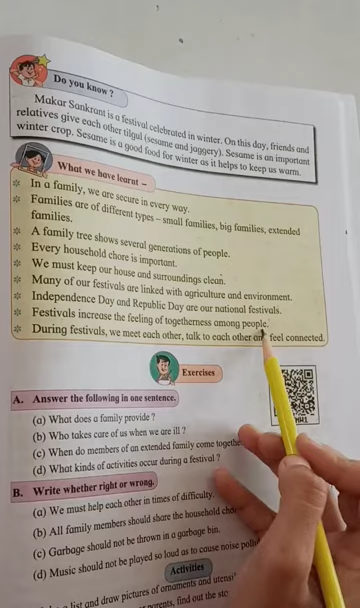 Do you know ?
Makar Sankrant is a festival celebrated in winter. On this day, friends and
relatives give each other tilgul (sesame and jaggery). Sesame is an important
winter crop. Sesame is a good food for winter as it helps to keep us warm.
What we have learnt –
* In a family, we are secure in every way.
* Families are of different types – small families, big families, extended
families.
* A family tree shows several generations of people.
* Every household chore is important.
* We must keep our house and surroundings clean.
* Many of our festivals are linked with agriculture and environment.
* Independence Day and Republic Day are our national festivals.
* Festivals increase the feeling of togetherness among people.
* During festivals, we meet each other, talk to each other and feel connected.
Exercises
A. Answer the following in one sentence.
(a) What does a family provide ?
(b) Who takes care of us when we are ill ?
(c) When do members of an extended family come
(d) What kinds of activities occur during a festival ?
B. Write whether right or wrong.
(a) We must help each other in times of difficulty.
(b) All family members should share the household
(c) Garbage should not be thrown in a garbage bin.
(d) Music should not be played so loud as to cause noise
Activities
list and draw pictures of ornaments and
parents, find out the